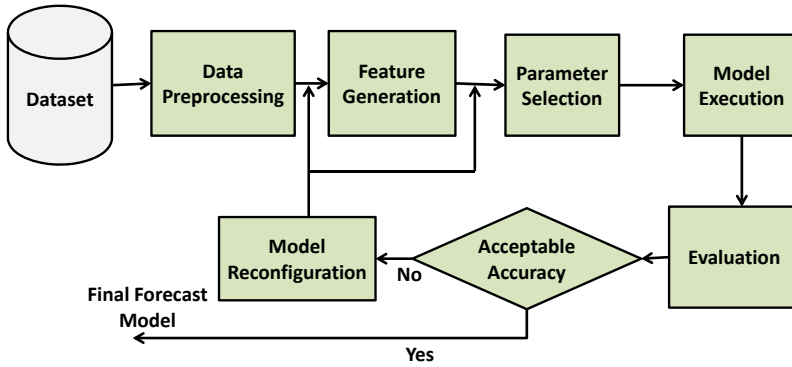 Dataset
Data
Preprocessing
Feature
Generation
Parameter
Selection
Model
Execution
Evaluation
Acceptable
Accuracy
No
Model
Reconfiguration
Final Forecast
Model
Yes